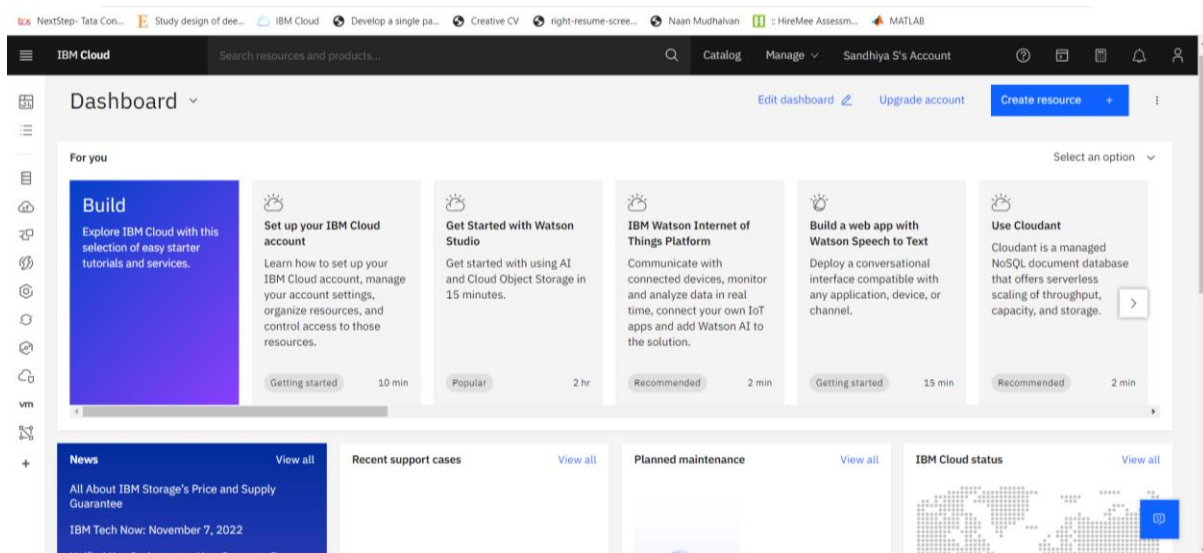 tcs NextStep- Tata Con... E Study design of dee... IBM Cloud Develop a single pa... Creative CV right-resume-scree... Naan Mudhalvan H :: HireMee Assessm... MATLAB
IBM Cloud Search resources and products... Catalog Manage Sandhiya S's Account
Dashboard Edit dashboard Upgrade account Create resource +
For you Select an option
Build
Explore IBM Cloud with this
selection of easy starter
tutorials and services.
Set up your IBM Cloud
account
Learn how to set up your
IBM Cloud account, manage
your account settings,
organize resources, and
control access to those
resources.
Getting started 10 min
Get Started with Watson
Studio
Get started with using AI
and Cloud Object Storage in
15 minutes.
Popular 2 hr
IBM Watson Internet of
Things Platform
Communicate with
connected devices, monitor
and analyze data in real
time, connect your own IoT
apps and add Watson AI to
the solution.
Recommended 2 min
Build a web app with
Watson Speech to Text
Deploy a conversational
interface compatible with
any application, device, or
channel.
Getting started 15 min
Use Cloudant
Cloudant is a managed
NoSQL document database
that offers serverless
scaling of throughput,
capacity, and storage.
Recommended 2 min
vm
News View all
All About IBM Storage's Price and Supply
Guarantee
IBM Tech Now: November 7, 2022
Recent support cases View all
Planned maintenance View all
IBM Cloud status View all